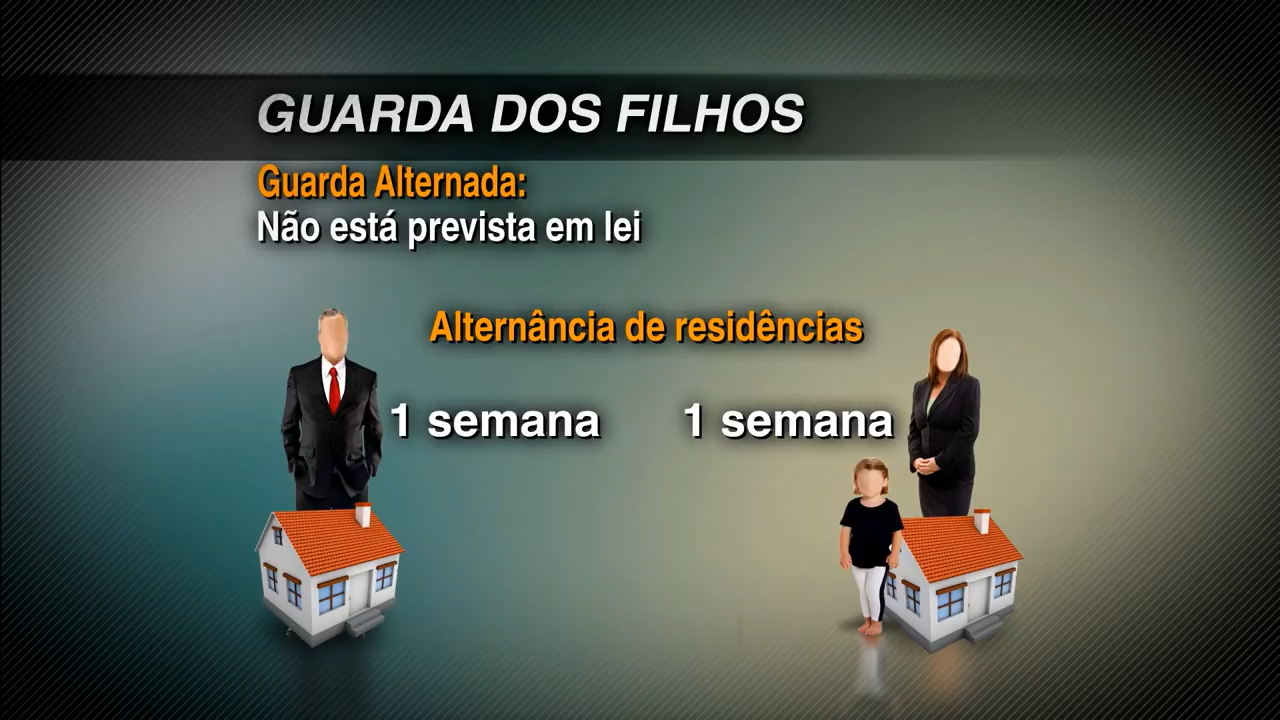 GUARDA DOS FILHOS
Guarda Alternada:
Não está prevista em lei
Alternância de residências
1 semana
1 semana